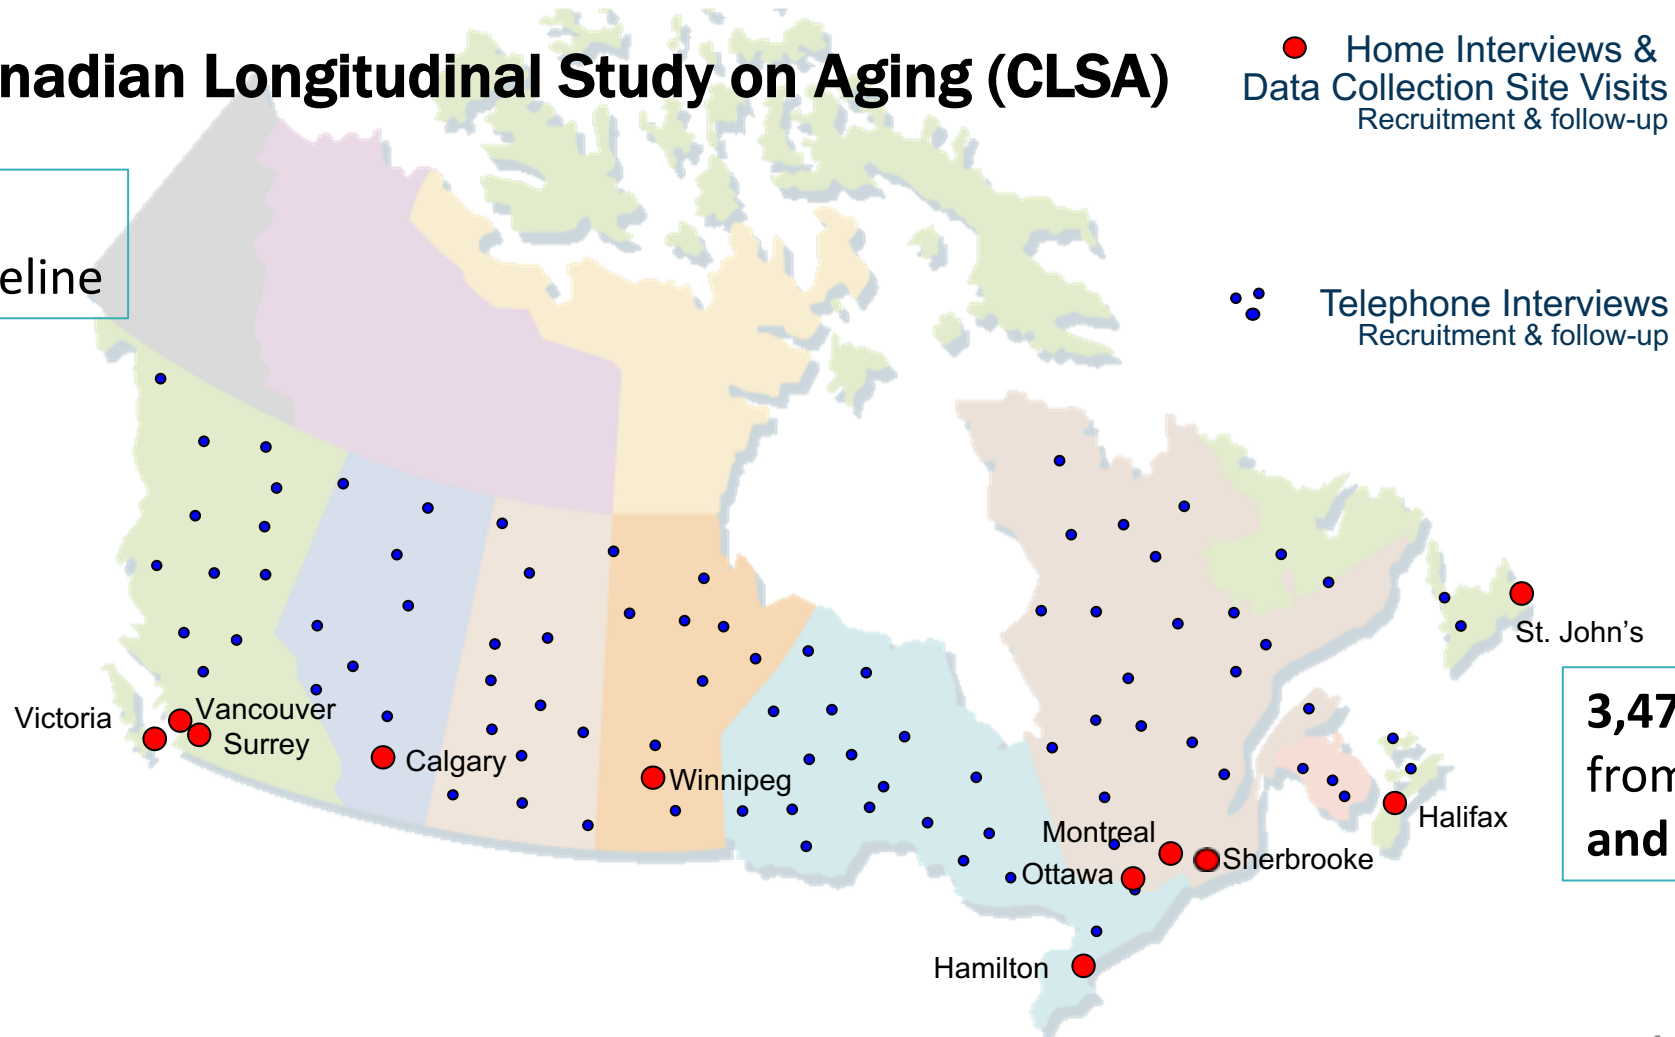 nadian Longitudinal Study on Aging (CLSA)
Home Interviews &
Data Collection Site Visits
Recruitment & follow-up
eline
Telephone Interviews
Recruitment & follow-up
St. John's
Victoria
Vancouver
Surrey
Calgary
Winnipeg
3,47
from
and
Halifax
Montreal
Sherbrooke
Ottawa
Hamilton